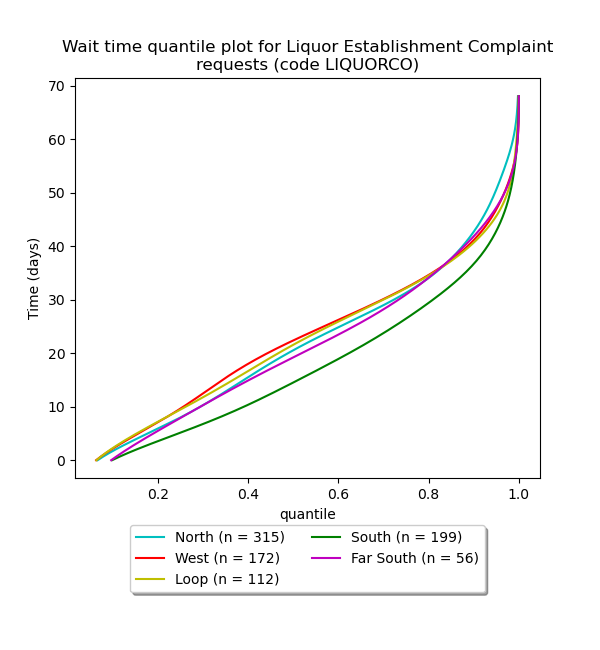 Wait time quantile plot for Liquor Establishment Complaint
requests (code LIQUORCO)
70
60
50
40
30
20
10
0
Time (days)
0.2 0.4 0.6 0.8 1.0
quantile
North (n = 315) South (n = 199)
West (n = 172) Far South (n = 56)
Loop (n = 112)